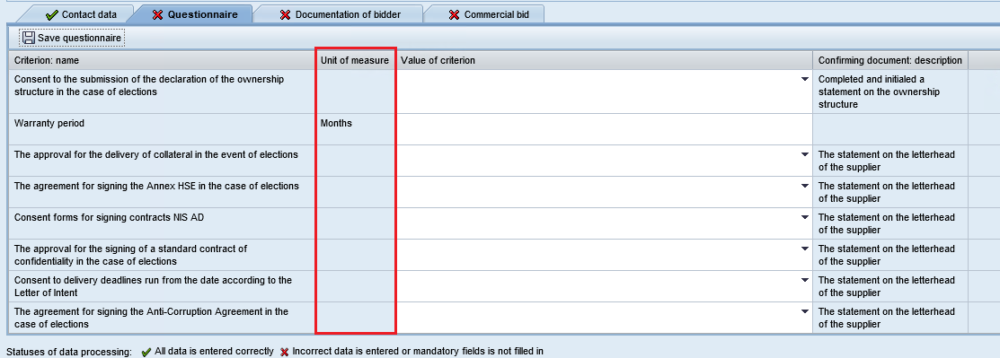 Contact data
Questionnaire
Documentation of bidder
Commercial bid
Save questionnaire
Criterion: name
Unit of measure
Value of criterion
Confirming document: description
Consent to the submission of the declaration of the ownership
structure in the case of elections
Completed and initialed a
statement on the ownership
structure
Warranty period
Months
The approval for the delivery of collateral in the event of elections
The statement on the letterhead
of the supplier
The agreement for signing the Annex HSE in the case of elections
The statement on the letterhead
of the supplier
Consent forms for signing contracts NIS AD
The statement on the letterhead
of the supplier
The approval for the signing of a standard contract of
confidentiality in the case of elections
The statement on the letterhead
of the supplier
Consent to delivery deadlines run from the date according to the
Letter of Intent
The statement on the letterhead
of the supplier
The agreement for signing the Anti-Corruption Agreement in the
case of elections
The statement on the letterhead
of the supplier
Statuses of data processing: All data is entered correctly Incorrect data is entered or mandatory fields is not filled in